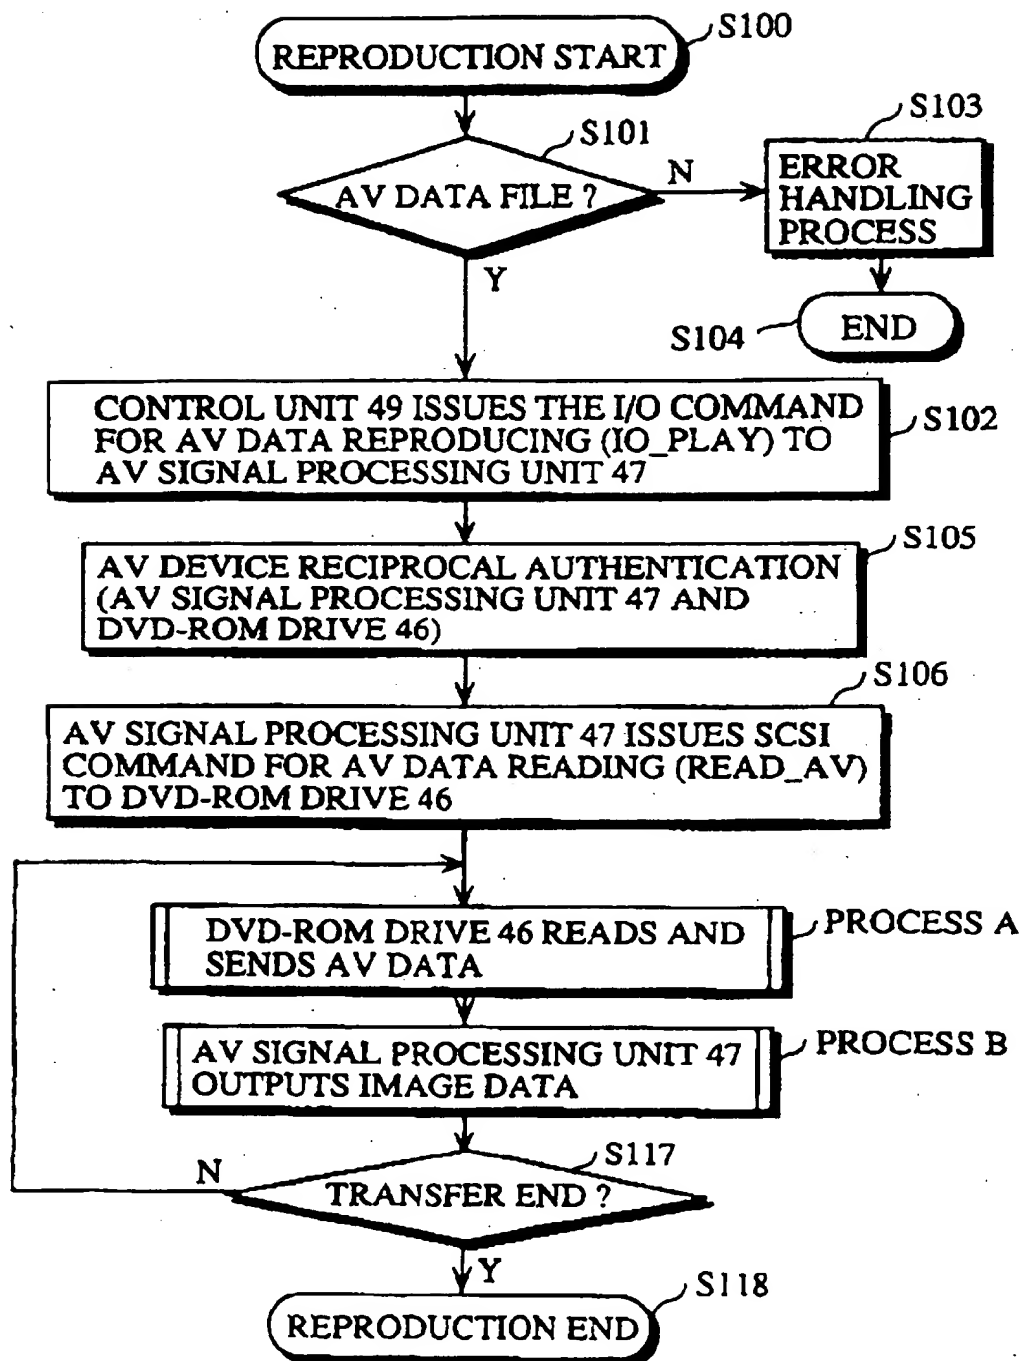 S100
REPRODUCTION START
S101
AV DATA FILE ?
N
Y
S103
ERROR
HANDLING
PROCESS
S104
END
CONTROL UNIT 49 ISSUES THE I/O COMMAND
FOR AV DATA REPRODUCING (IO_PLAY) TO
AV SIGNAL PROCESSING UNIT 47
S102
S105
AV DEVICE RECIPROCAL AUTHENTICATION
(AV SIGNAL PROCESSING UNIT 47 AND
DVD-ROM DRIVE 46)
S106
AV SIGNAL PROCESSING UNIT 47 ISSUES SCSI
COMMAND FOR AV DATA READING (READ_AV)
TO DVD-ROM DRIVE 46
DVD-ROM DRIVE 46 READS AND
SENDS AV DATA
PROCESS A
AV SIGNAL PROCESSING UNIT 47
OUTPUTS IMAGE DATA
PROCESS B
S117
N
TRANSFER END ?
Y
S118
REPRODUCTION END